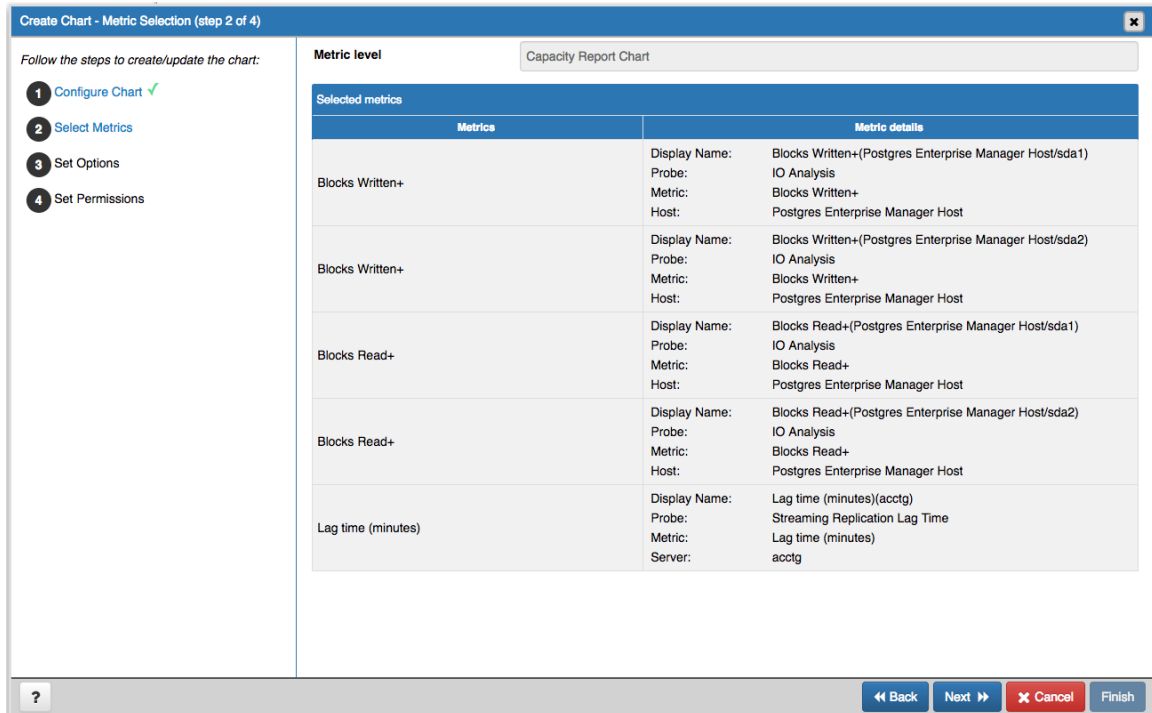 Create Chart - Metric Selection (step 2 of 4)
Follow the steps to create/update the chart:
1 Configure Chart ✓
2 Select Metrics
3 Set Options
4 Set Permissions
Metric level Capacity Report Chart
Selected metrics
Metrics Metric details
Blocks Written+
Display Name: Blocks Written+(Postgres Enterprise Manager Host/sda1)
Probe: IO Analysis
Metric: Blocks Written+
Host: Postgres Enterprise Manager Host
Blocks Written+
Display Name: Blocks Written+(Postgres Enterprise Manager Host/sda2)
Probe: IO Analysis
Metric: Blocks Written+
Host: Postgres Enterprise Manager Host
Blocks Read+
Display Name: Blocks Read+(Postgres Enterprise Manager Host/sda1)
Probe: IO Analysis
Metric: Blocks Read+
Host: Postgres Enterprise Manager Host
Blocks Read+
Display Name: Blocks Read+(Postgres Enterprise Manager Host/sda2)
Probe: IO Analysis
Metric: Blocks Read+
Host: Postgres Enterprise Manager Host
Lag time (minutes)
Display Name: Lag time (minutes)(acctg)
Probe: Streaming Replication Lag Time
Metric: Lag time (minutes)
Server: acctg
? Back Next Cancel Finish